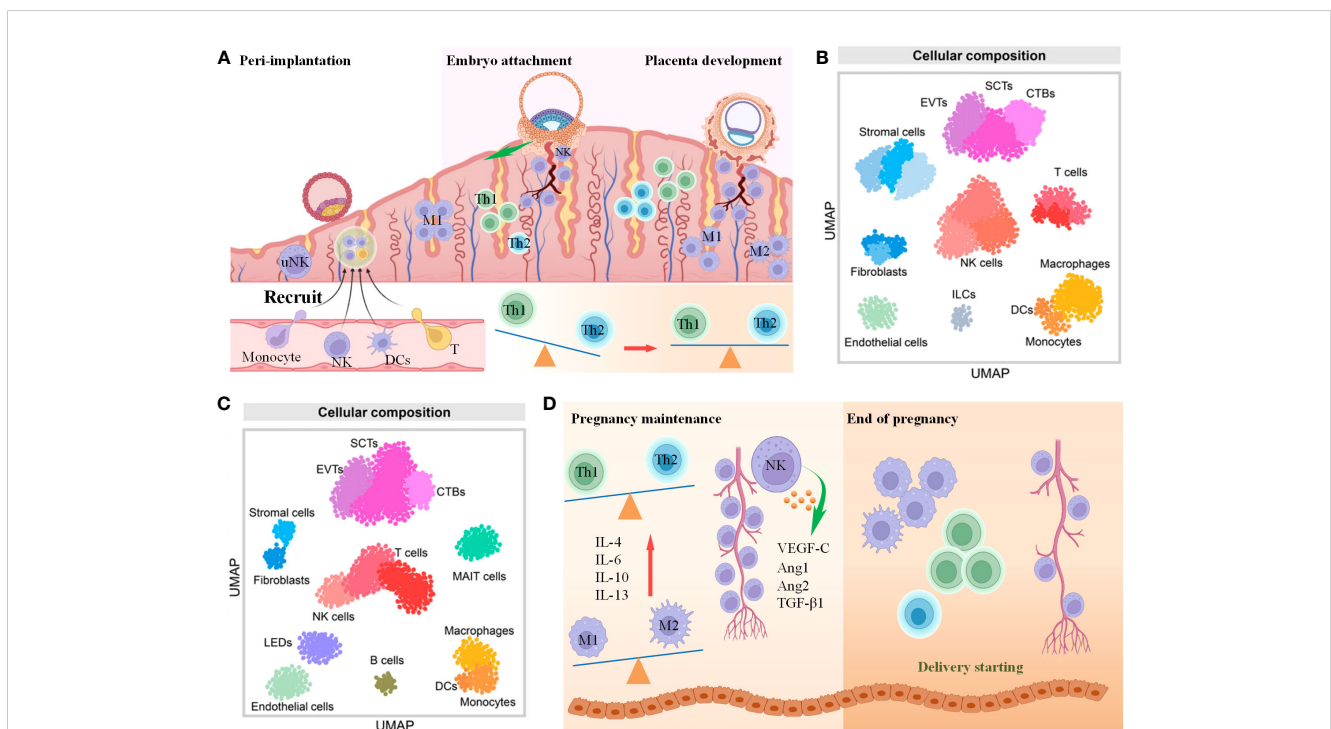 A
Peri-implantation
Embryo attachment
Placenta development
NK
Th1
M1
Th2
M1
M2
uNK
Recruit
Monocyte
NK
DCs
T
Th1
Th2
Th1
Th2
B
Cellular composition
SCTs
EVTs
CTBs
Stromal cells
T cells
UMAP
NK cells
Fibroblasts
Macrophages
ILCs
DCs
Endothelial cells
Monocytes
UMAP
C
Cellular composition
SCTs
EVTs
CTBs
Stromal cells
T cells
Fibroblasts
MAIT cells
UMAP
NK cells
LEDs
Macrophages
B cells
DCs
Endothelial cells
Monocytes
UMAP
D
Pregnancy maintenance
End of pregnancy
Th1
Th2
NK
IL-4
IL-6
IL-10
IL-13
VEGF-C
Ang1
Ang2
TGF-β1
M1
M2
Delivery starting